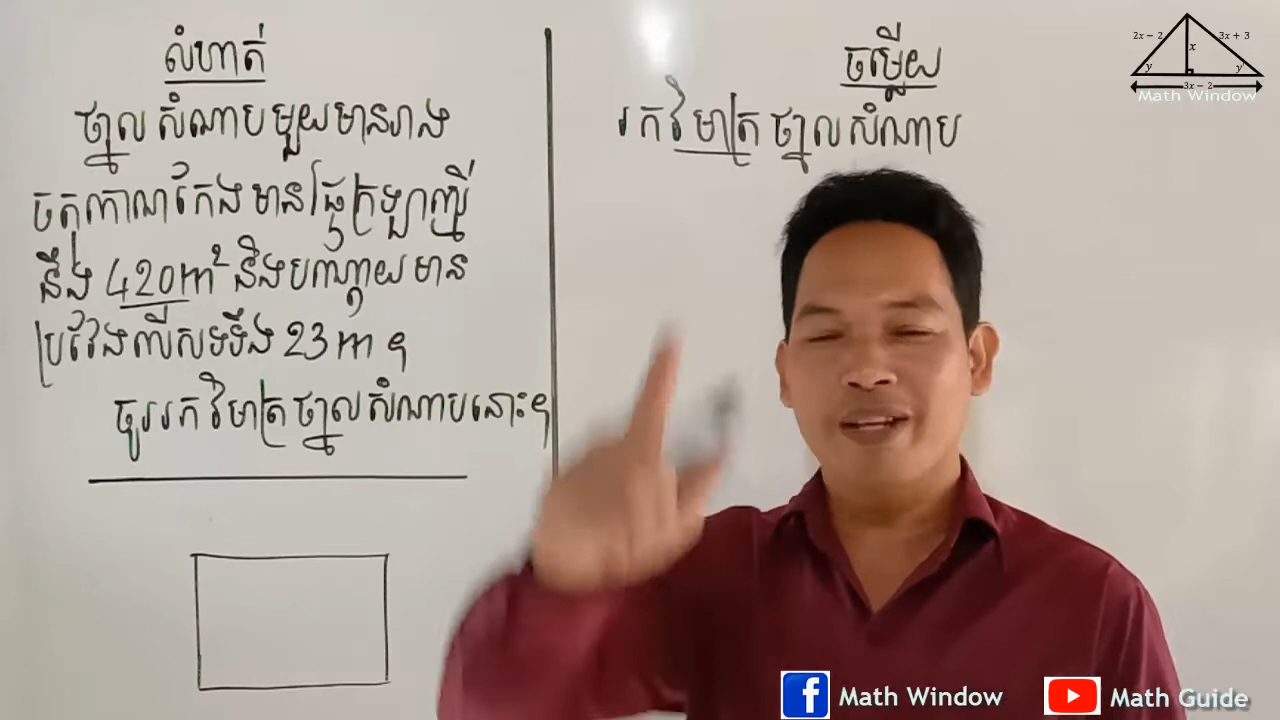 លំហាត់
ថ្នាលសំណាបមួយមានរាង
ចតុកោណកែងមានផ្ទៃក្រឡាស្មើ
នឹង 420m² និងបណ្ដោយមាន
ប្រវែងលើសទទឹង 23m ។
ចូររកវិមាត្រថ្នាលសំណាបនោះ។
ចម្លើយ
រកវិមាត្រថ្នាលសំណាប
2x − 2
3x + 3
x
y
y
3x − 2
Math Window
Math Window
Math Guide